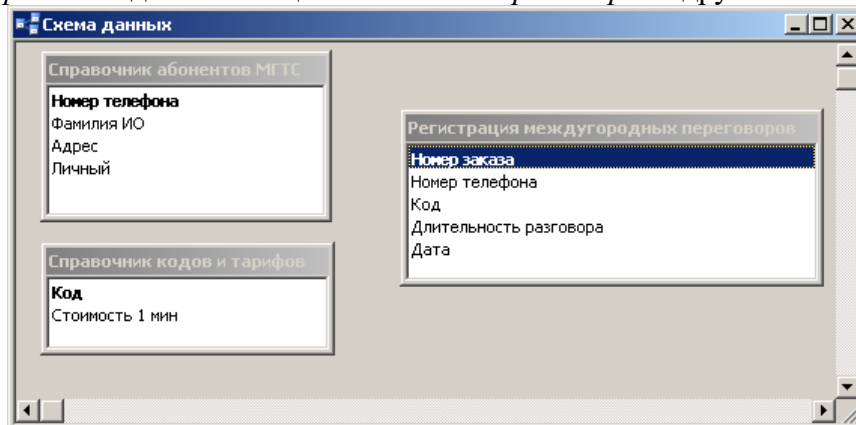 Схема данных
Справочник абонентов МГТС
Номер телефона
Фамилия ИО
Адрес
Личный
Справочник кодов и тарифов
Код
Стоимость 1 мин
Регистрация междугородных переговоров
Номер заказа
Номер телефона
Код
Длительность разговора
Дата